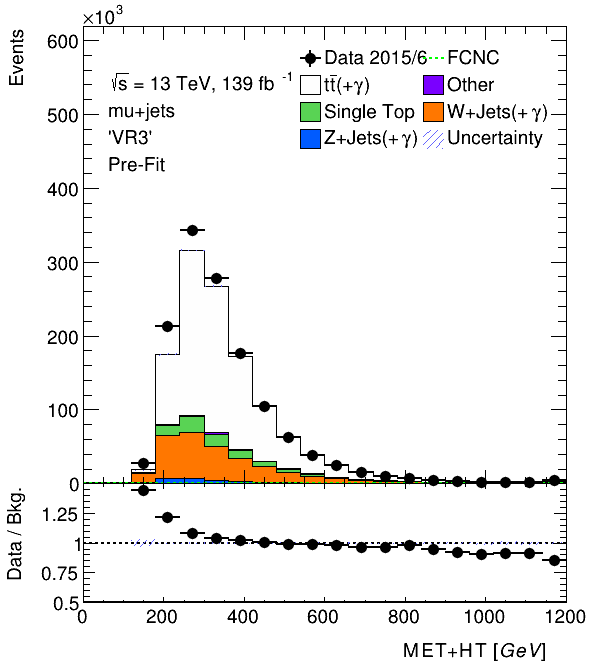 ×10³
Events
600
500
400
300
200
100
0
√s = 13 TeV, 139 fb⁻¹
mu+jets
'VR3'
Pre-Fit
Data 2015/6
FCNC
tt̄(+γ)
Other
Single Top
W+Jets(+γ)
Z+Jets(+γ)
Uncertainty
Data / Bkg.
1.25
1
0.75
0.5
0 200 400 600 800 1000 1200
MET+HT [GeV]